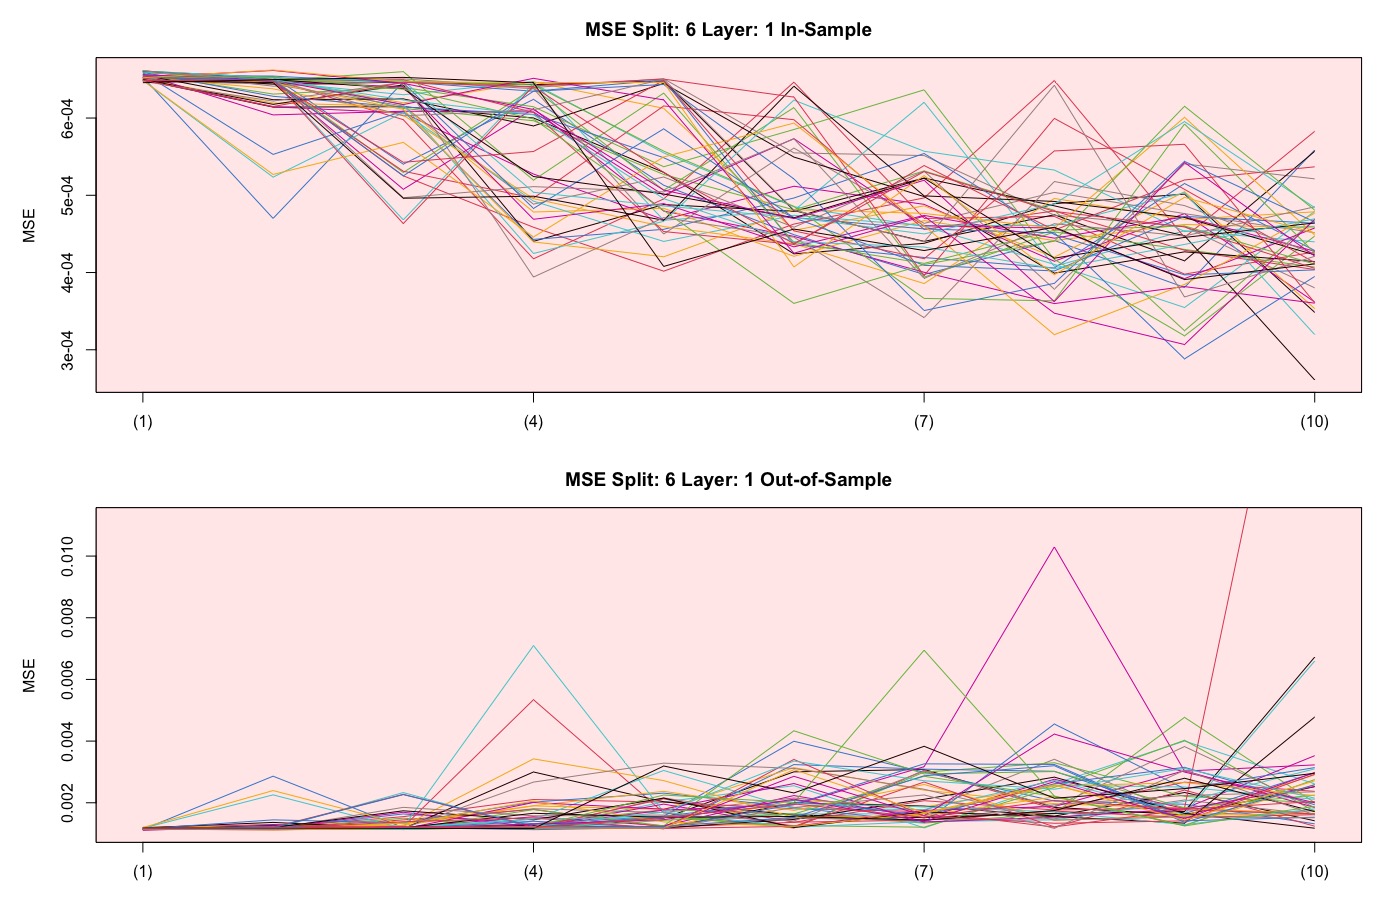 MSE Split: 6 Layer: 1 In-Sample
MSE
6e-04
5e-04
4e-04
3e-04
(1) (4) (7) (10)
MSE Split: 6 Layer: 1 Out-of-Sample
MSE
0.010
0.008
0.006
0.004
0.002
(1) (4) (7) (10)